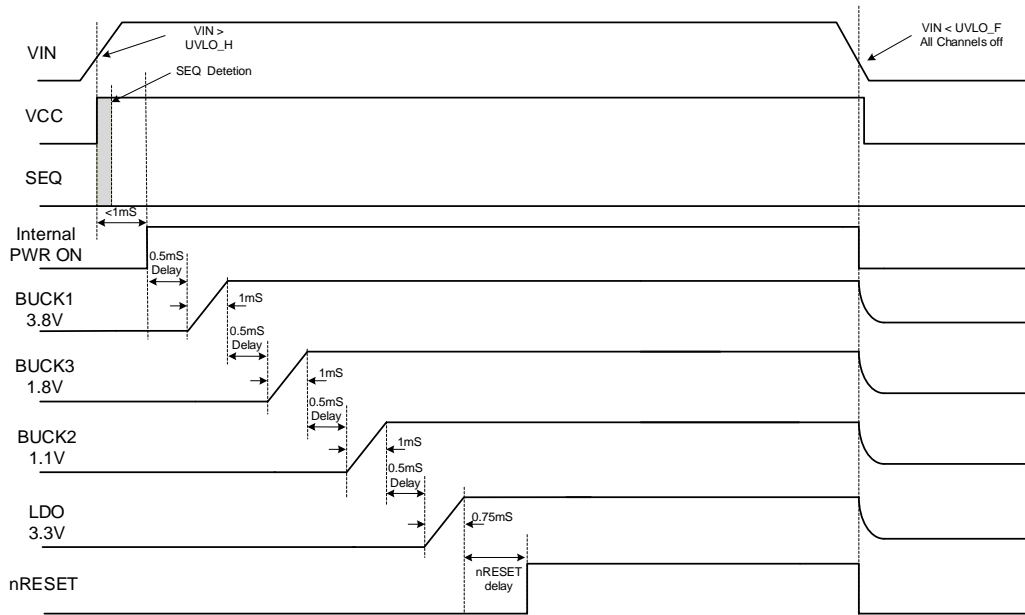 VIN
VIN >
UVLO_H
VIN < UVLO_F
All Channels off
SEQ Detetion
VCC
SEQ
<1mS
Internal
PWR ON
0.5mS
Delay
BUCK1
3.8V
1mS
0.5mS
Delay
BUCK3
1.8V
1mS
0.5mS
Delay
BUCK2
1.1V
1mS
0.5mS
Delay
LDO
3.3V
0.75mS
nRESET
delay
nRESET